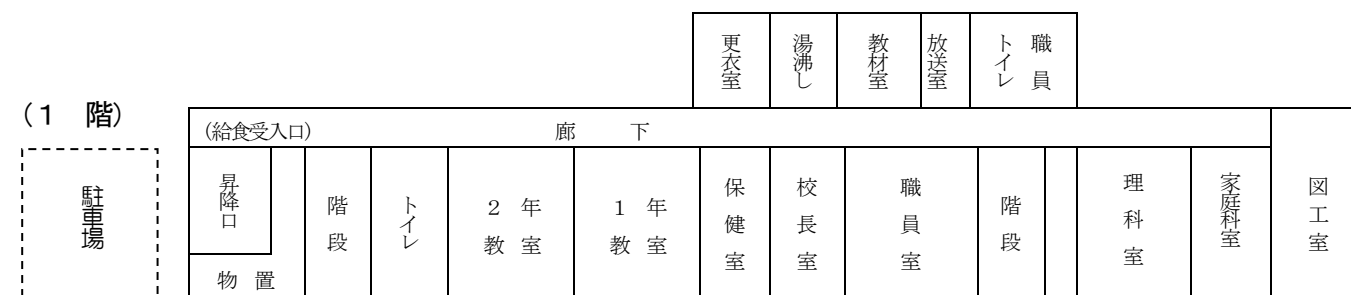 更衣室
湯沸し
教材室
放送室
職員
トイレ
(1 階)
(給食受入口)
廊 下
駐車場
昇降口
物 置
階段
トイレ
2 年
教 室
1 年
教 室
保健室
校長室
職員室
階段
理科室
家庭科室
図工室